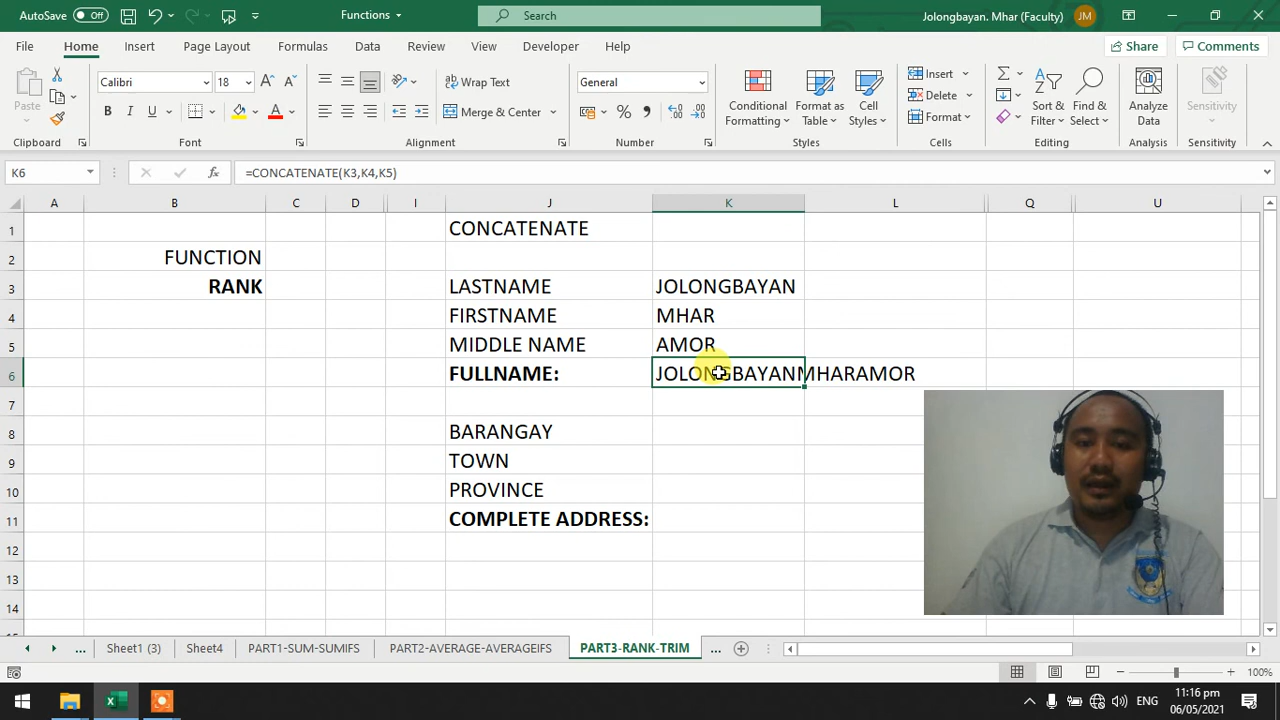 AutoSave Off Functions Search Jolongbayan. Mhar (Faculty) JM
File Home Insert Page Layout Formulas Data Review View Developer Help Share Comments
Paste Calibri 18 Wrap Text General Conditional Formatting Format as Table Cell Styles Insert Sort & Filter Find & Select Analyze Data Sensitivity
B I U Merge & Center Delete
Format
Clipboard Font Alignment Number Styles Cells Editing Analysis Sensitivity
K6 =CONCATENATE(K3,K4,K5)
A B C D I J K L Q U
1 CONCATENATE
2 FUNCTION
3 RANK LASTNAME JOLONGBAYAN
4 FIRSTNAME MHAR
5 MIDDLE NAME AMOR
6 FULLNAME: JOLONGBAYANMHARAMOR
7
8 BARANGAY
9 TOWN
10 PROVINCE
11 COMPLETE ADDRESS:
12
13
14
15
... Sheet1 (3) Sheet4 PART1-SUM-SUMIFS PART2-AVERAGE-AVERAGEIFS PART3-RANK-TRIM ...
100%
ENG 11:16 pm
06/05/2021